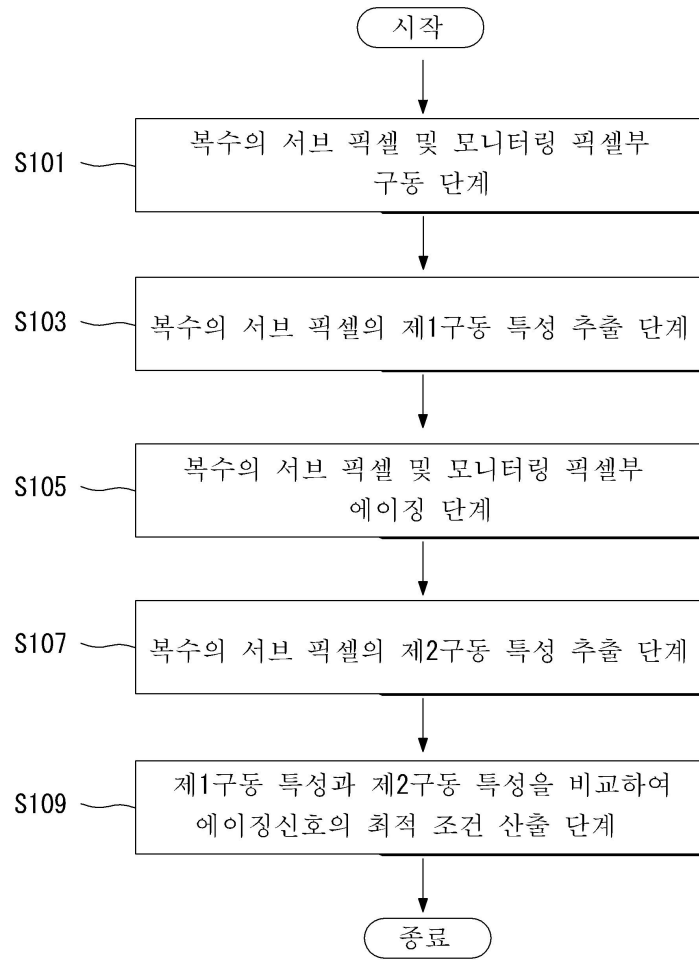 시작
S101
복수의 서브 픽셀 및 모니터링 픽셀부
구동 단계
S103
복수의 서브 픽셀의 제1구동 특성 추출 단계
S105
복수의 서브 픽셀 및 모니터링 픽셀부
에이징 단계
S107
복수의 서브 픽셀의 제2구동 특성 추출 단계
S109
제1구동 특성과 제2구동 특성을 비교하여
에이징신호의 최적 조건 산출 단계
종료